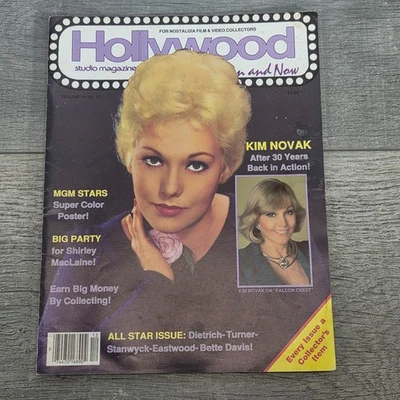 FOR NOSTALGIA FILM & VIDEO COLLECTORS
Hollywood
studio magazine
and Now
KIM NOVAK
After 30 Years
Back in Action!
MGM STARS
Super Color
Poster!
BIG PARTY
for Shirley
MacLaine!
KIM NOVAK ON "FALCON CREST"
Earn Big Money
By Collecting!
ALL STAR ISSUE: Dietrich-Turner-
Stanwyck-Eastwood- Bette Davis!
Every issue a
Collector's
Item